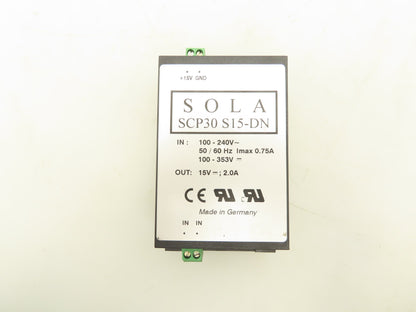 +15V GND
SOLA
SCP30 S15-DN
IN: 100 - 240V~
50 / 60 Hz Imax 0.75A
100 - 353V ⎓
OUT: 15V ⎓; 2.0A
CE
Made in Germany
IN IN